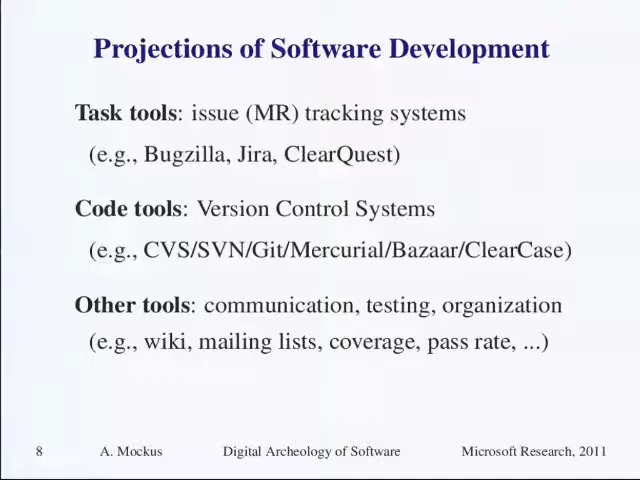 Projections of Software Development
Task tools: issue (MR) tracking systems
(e.g., Bugzilla, Jira, ClearQuest)
Code tools: Version Control Systems
(e.g., CVS/SVN/Git/Mercurial/Bazaar/ClearCase)
Other tools: communication, testing, organization
(e.g., wiki, mailing lists, coverage, pass rate, ...)
8 A. Mockus Digital Archeology of Software Microsoft Research, 2011